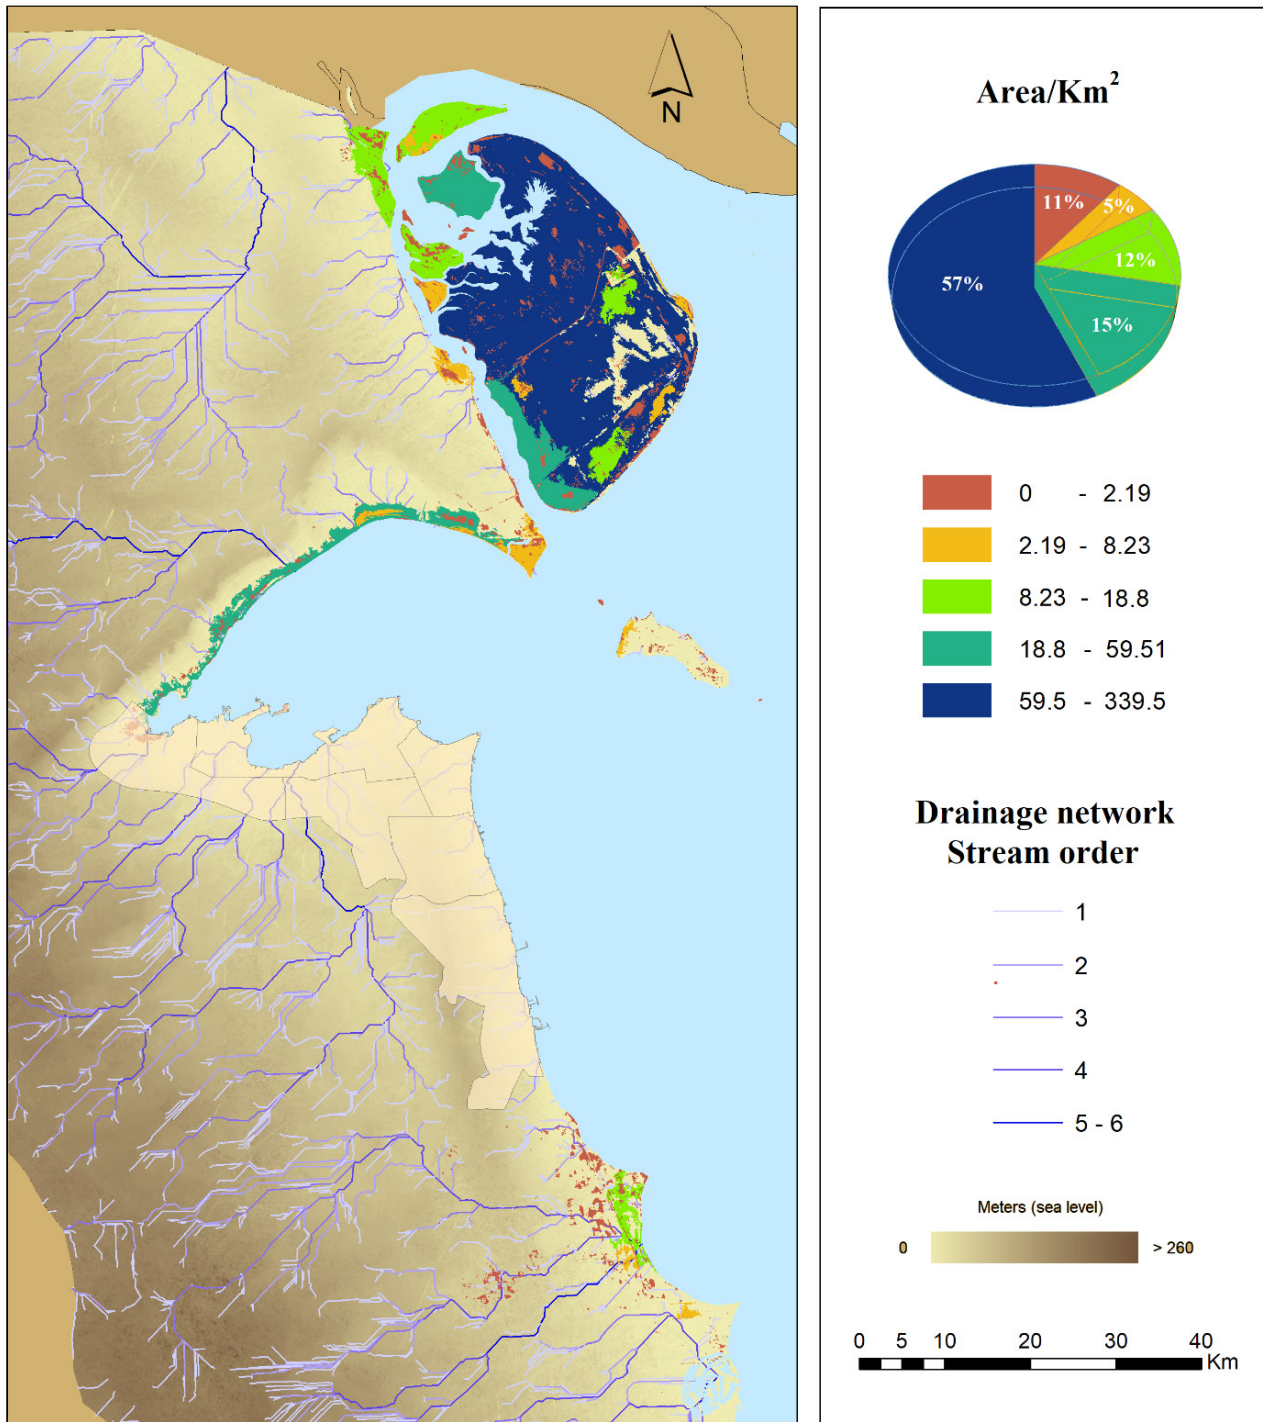 N
Area/Km²
11%
5%
12%
15%
57%
0 - 2.19
2.19 - 8.23
8.23 - 18.8
18.8 - 59.51
59.5 - 339.5
Drainage network
Stream order
1
2
3
4
5 - 6
Meters (sea level)
0 > 260
0 5 10 20 30 40
Km